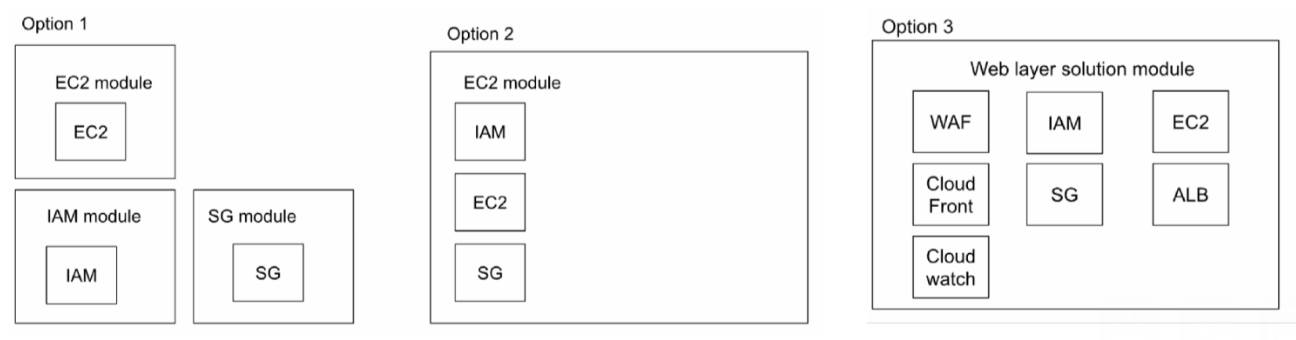 Option 1
EC2 module
EC2
IAM module
IAM
SG module
SG
Option 2
EC2 module
IAM
EC2
SG
Option 3
Web layer solution module
WAF
IAM
EC2
Cloud
Front
SG
ALB
Cloud
watch